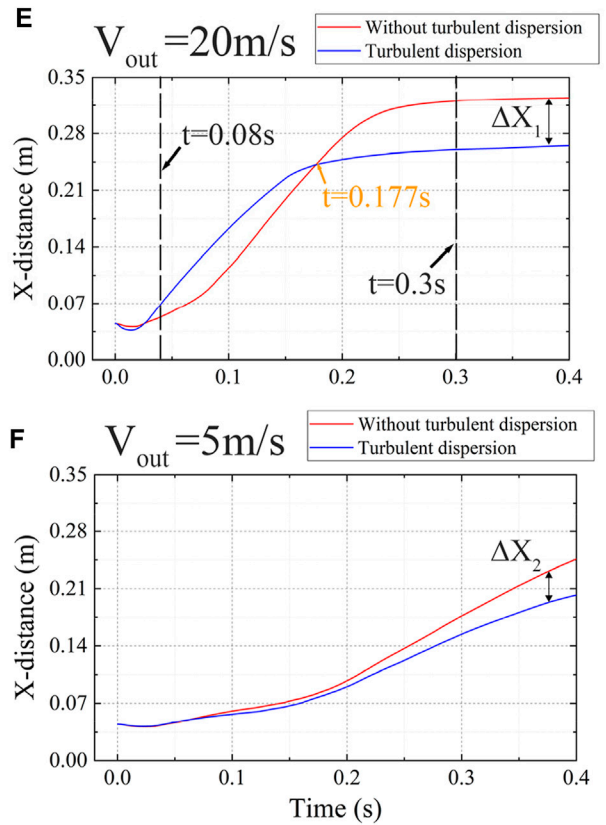 E
V_out =20m/s
Without turbulent dispersion
Turbulent dispersion
0.35
0.28
0.21
0.14
0.07
0.00
X-distance (m)
t=0.08s
ΔX_1
t=0.177s
t=0.3s
0.0 0.1 0.2 0.3 0.4
F
V_out =5m/s
Without turbulent dispersion
Turbulent dispersion
0.35
0.28
0.21
0.14
0.07
0.00
X-distance (m)
ΔX_2
0.0 0.1 0.2 0.3 0.4
Time (s)